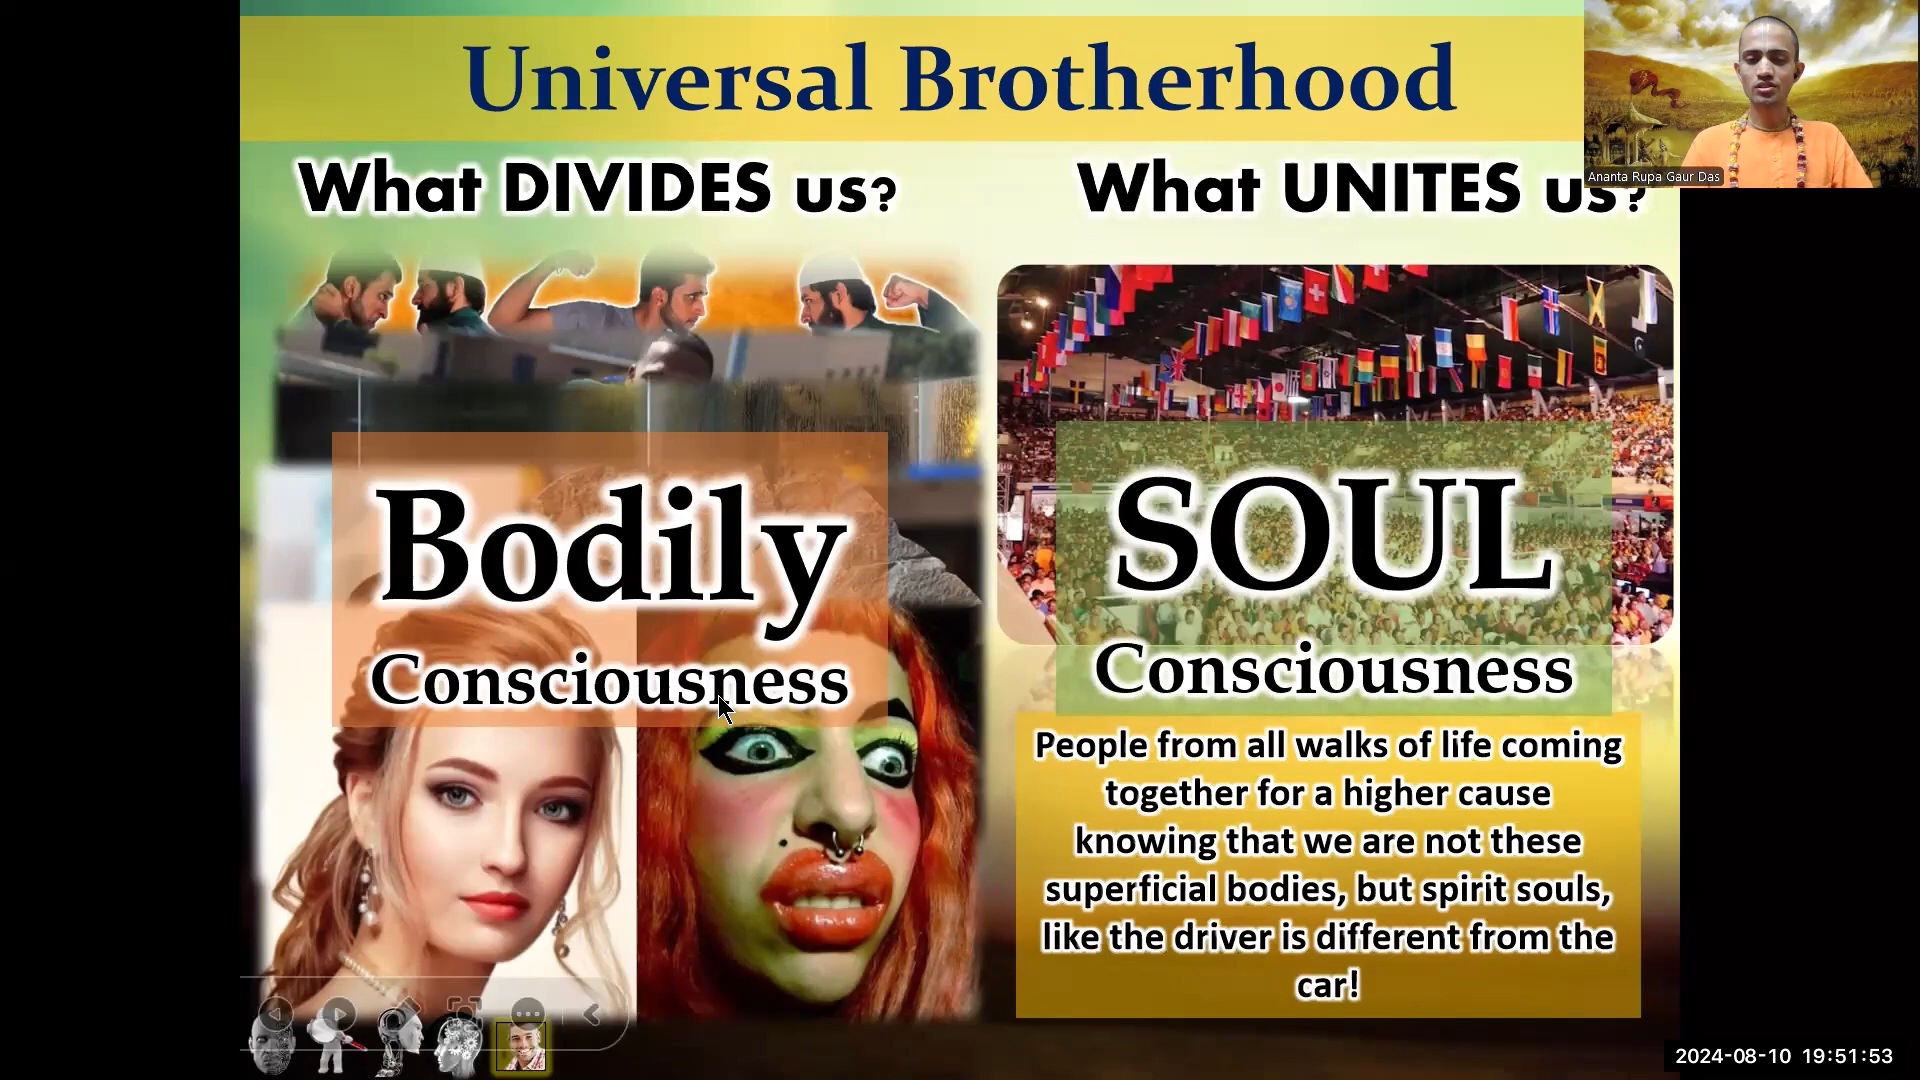 Universal Brotherhood
What DIVIDES us?
What UNITES us?
Ananta Rupa Gaur Das
Bodily
Consciousness
SOUL
Consciousness
People from all walks of life coming
together for a higher cause
knowing that we are not these
superficial bodies, but spirit souls,
like the driver is different from the
car!
2024-08-10 19:51:53